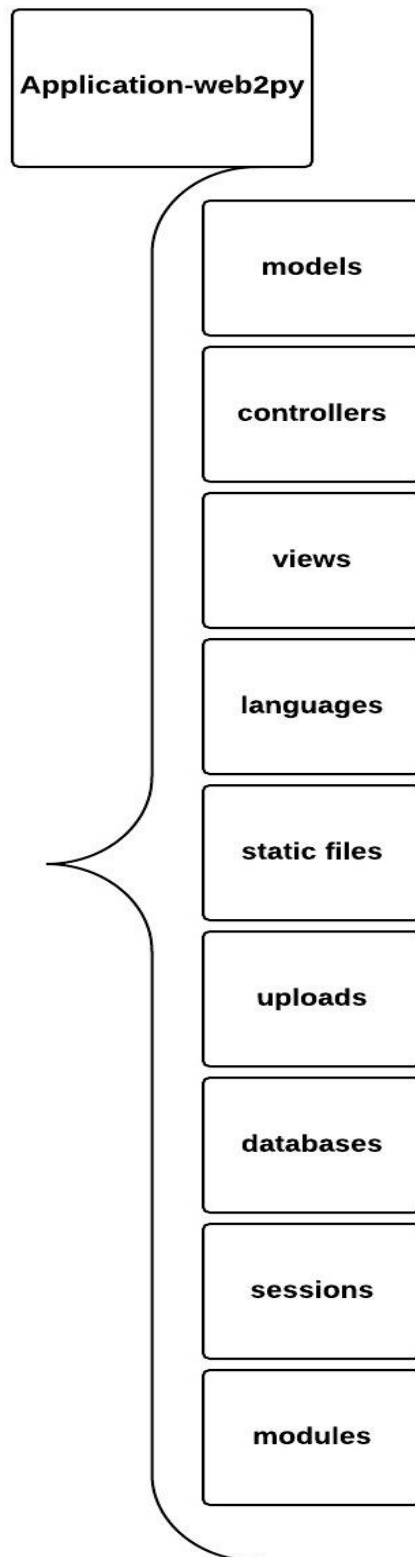 Application-web2py
models
controllers
views
languages
static files
uploads
databases
sessions
modules